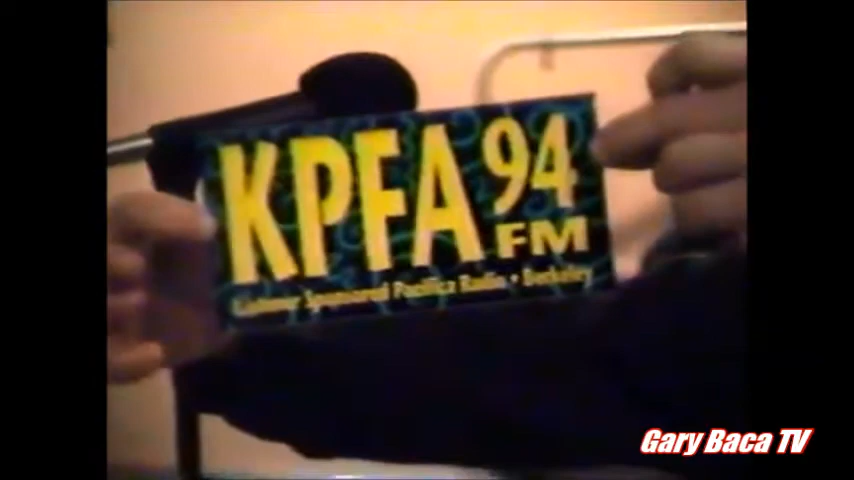 KPFA 94
FM
Listener Sponsored Pacifica Radio • Berkeley
Gary Baca TV